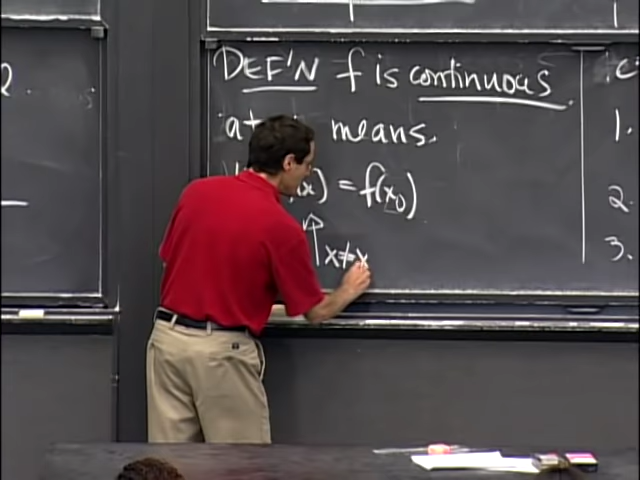 DEF'N f is continuous
at means.
= f(x₀)
x ≠ x
2.
1.
2.
3.